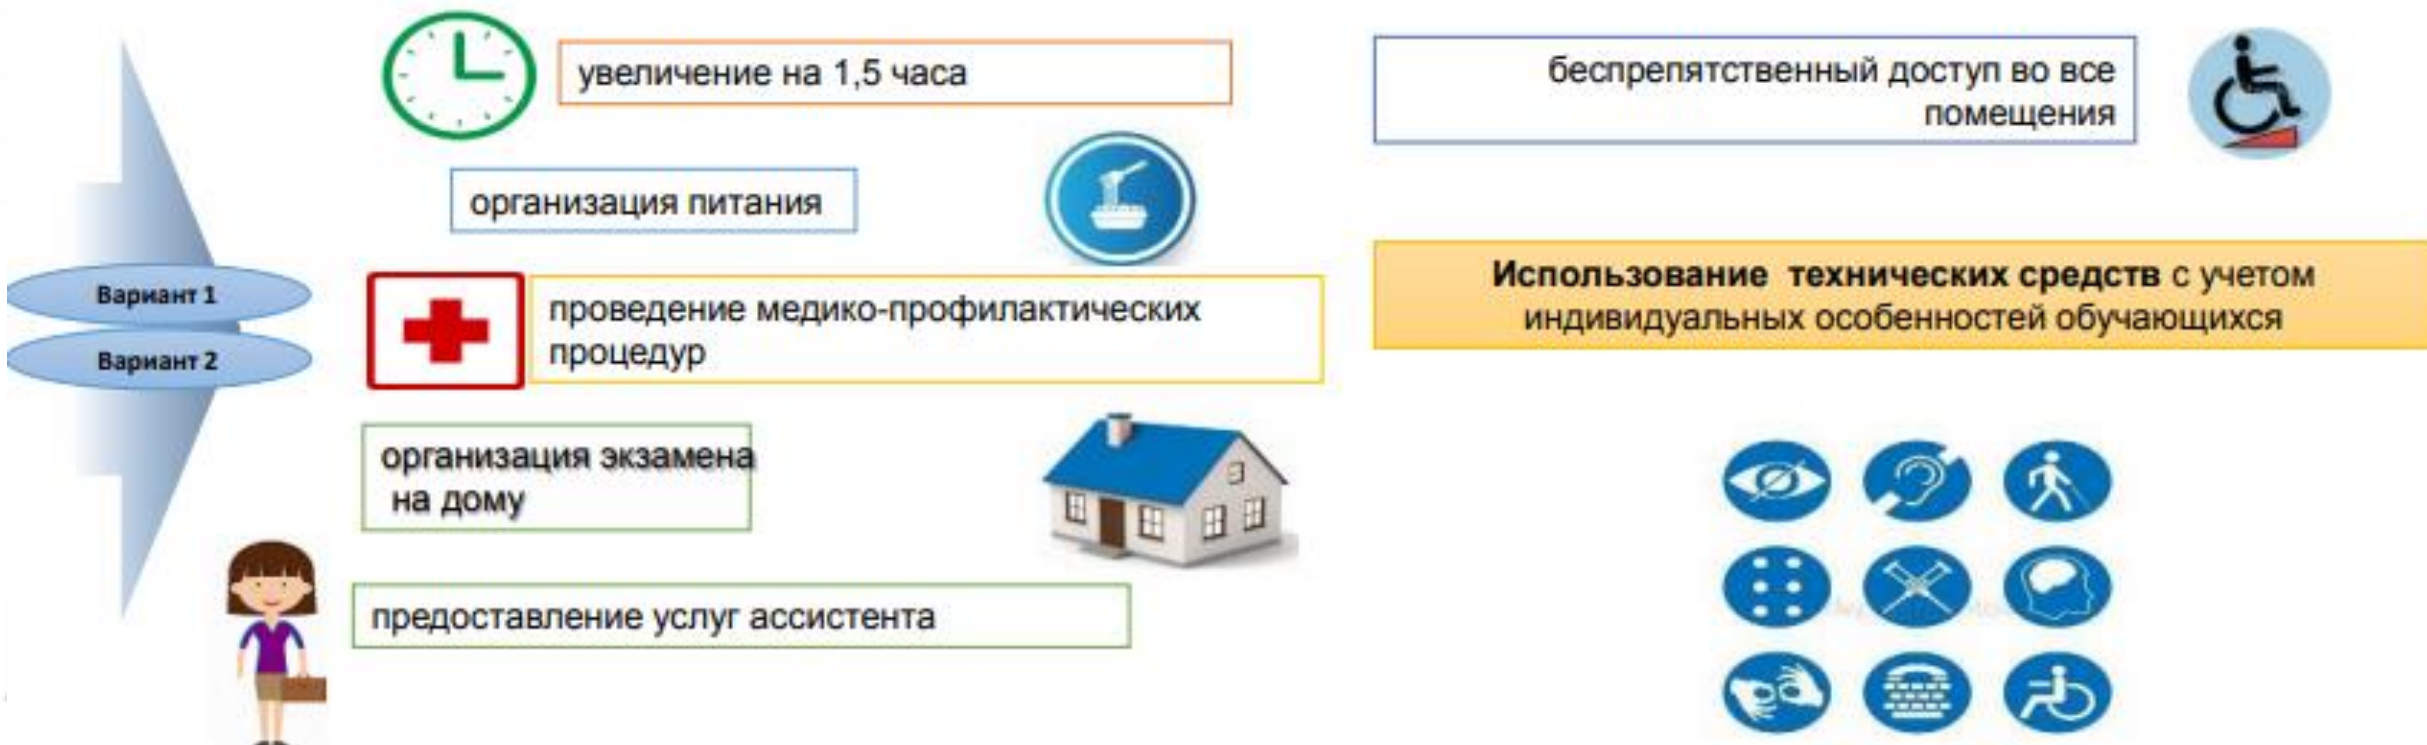 увеличение на 1,5 часа
беспрепятственный доступ во все
помещения
организация питания
Вариант 1
Вариант 2
проведение медико-профилактических
процедур
Использование технических средств с учетом
индивидуальных особенностей обучающихся
организация экзамена
на дому
предоставление услуг ассистента